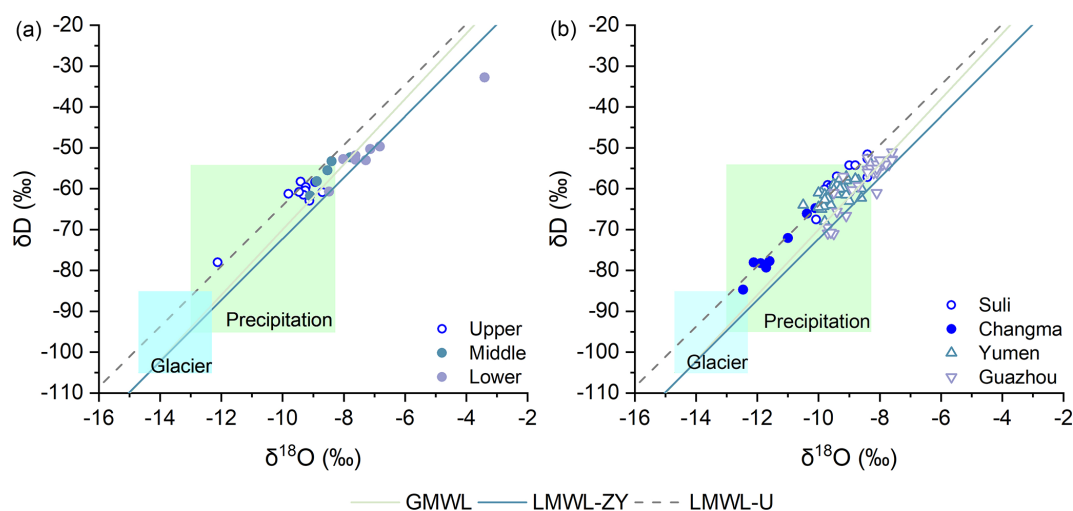 (a)
-20
-30
-40
-50
-60
-70
-80
-90
-100
-110
δD (‰)
-16 -14 -12 -10 -8 -6 -4 -2
δ¹⁸O (‰)
Precipitation
Glacier
Upper
Middle
Lower
(b)
-20
-30
-40
-50
-60
-70
-80
-90
-100
-110
δD (‰)
-16 -14 -12 -10 -8 -6 -4 -2
δ¹⁸O (‰)
Precipitation
Glacier
Suli
Changma
Yumen
Guazhou
GMWL LMWL-ZY LMWL-U